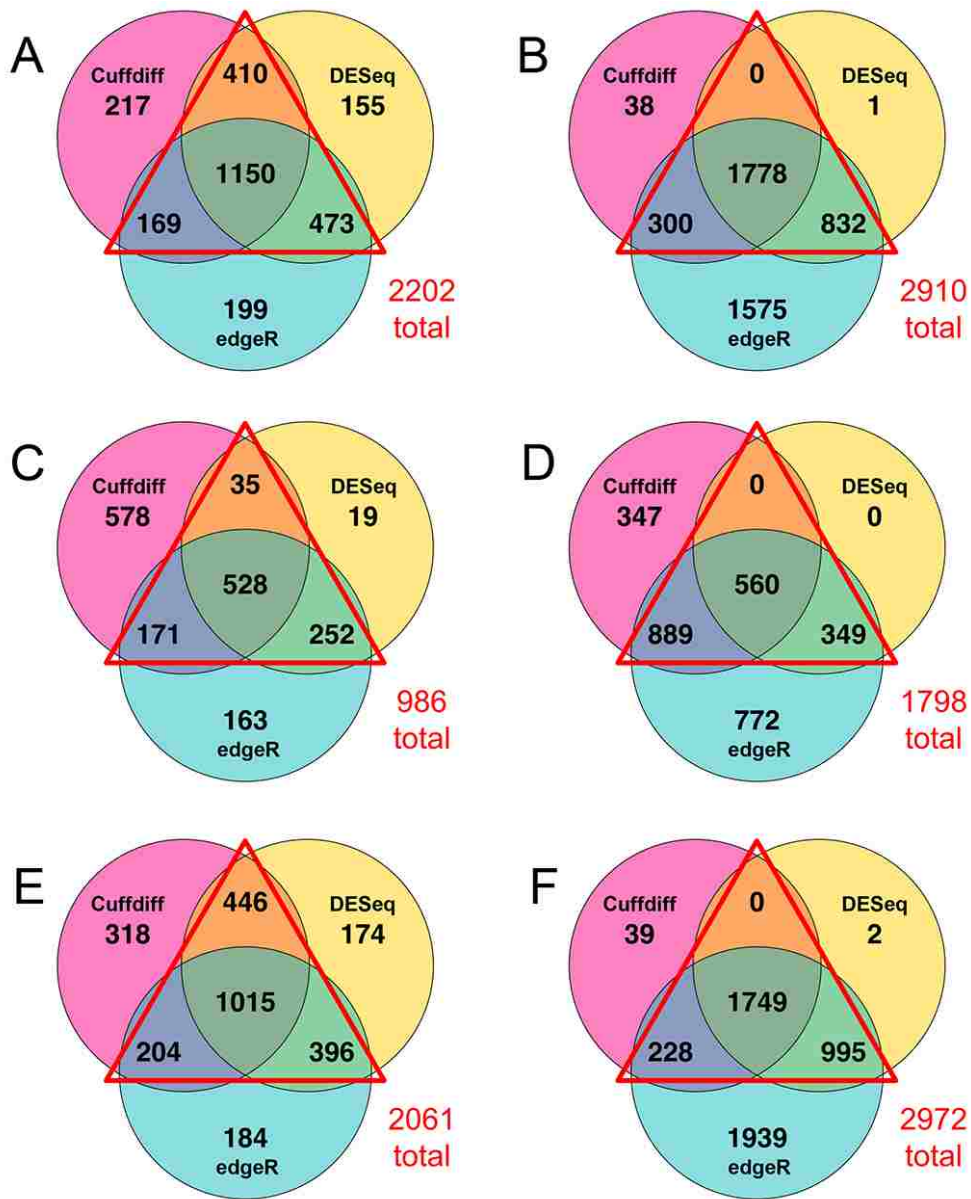 A
Cuffdiff
217
410
DESeq
155
1150
169
473
199
edgeR
2202
total
B
Cuffdiff
38
0
DESeq
1
1778
300
832
1575
edgeR
2910
total
C
Cuffdiff
578
35
DESeq
19
528
171
252
163
edgeR
986
total
D
Cuffdiff
347
0
DESeq
0
560
889
349
772
edgeR
1798
total
E
Cuffdiff
318
446
DESeq
174
1015
204
396
184
edgeR
2061
total
F
Cuffdiff
39
0
DESeq
2
1749
228
995
1939
edgeR
2972
total